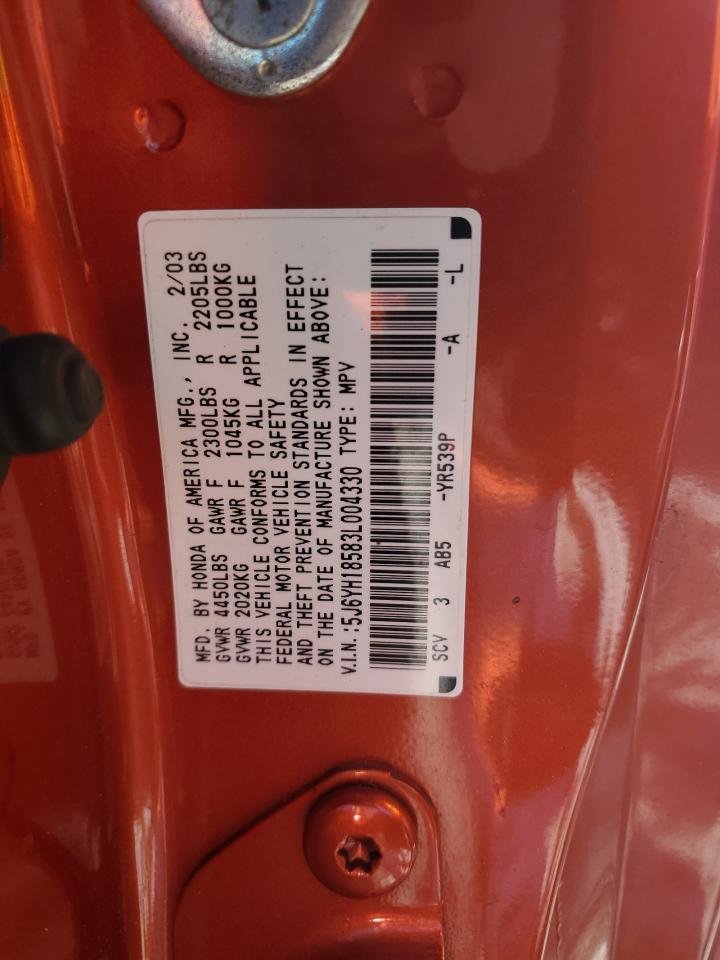 MFD. BY HONDA OF AMERICA MFG., INC. 2/03
GVWR 4450LBS GAWR F 2300LBS R 2205LBS
GVWR 2020KG GAWR F 1045KG R 1000KG
THIS VEHICLE CONFORMS TO ALL APPLICABLE
FEDERAL MOTOR VEHICLE SAFETY
AND THEFT PREVENTION STANDARDS IN EFFECT
ON THE DATE OF MANUFACTURE SHOWN ABOVE:
V.I.N.:5J6YH18583L004330 TYPE: MPV
SCV 3 AB5 -YR539P -A -L